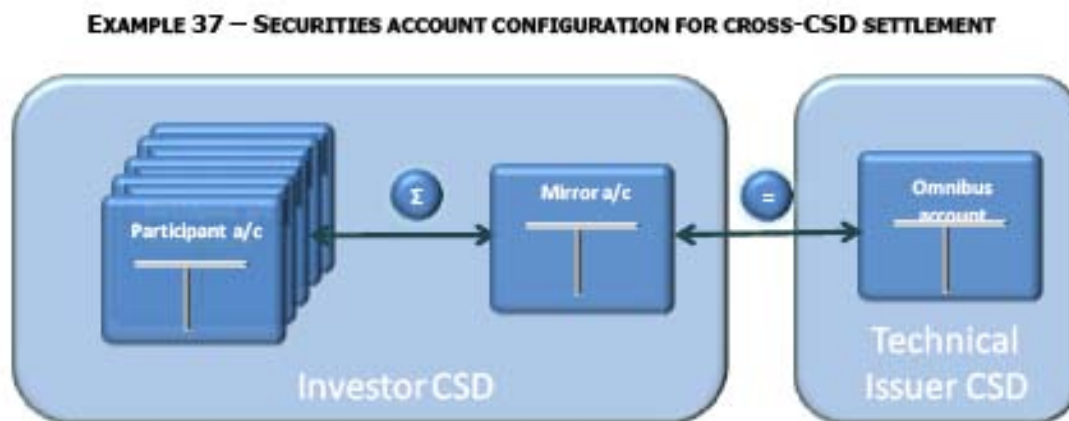 EXAMPLE 37 – SECURITIES ACCOUNT CONFIGURATION FOR CROSS-CSD SETTLEMENT
Participant a/c
Σ
Mirror a/c
=
Omnibus
account
Investor CSD
Technical
Issuer CSD